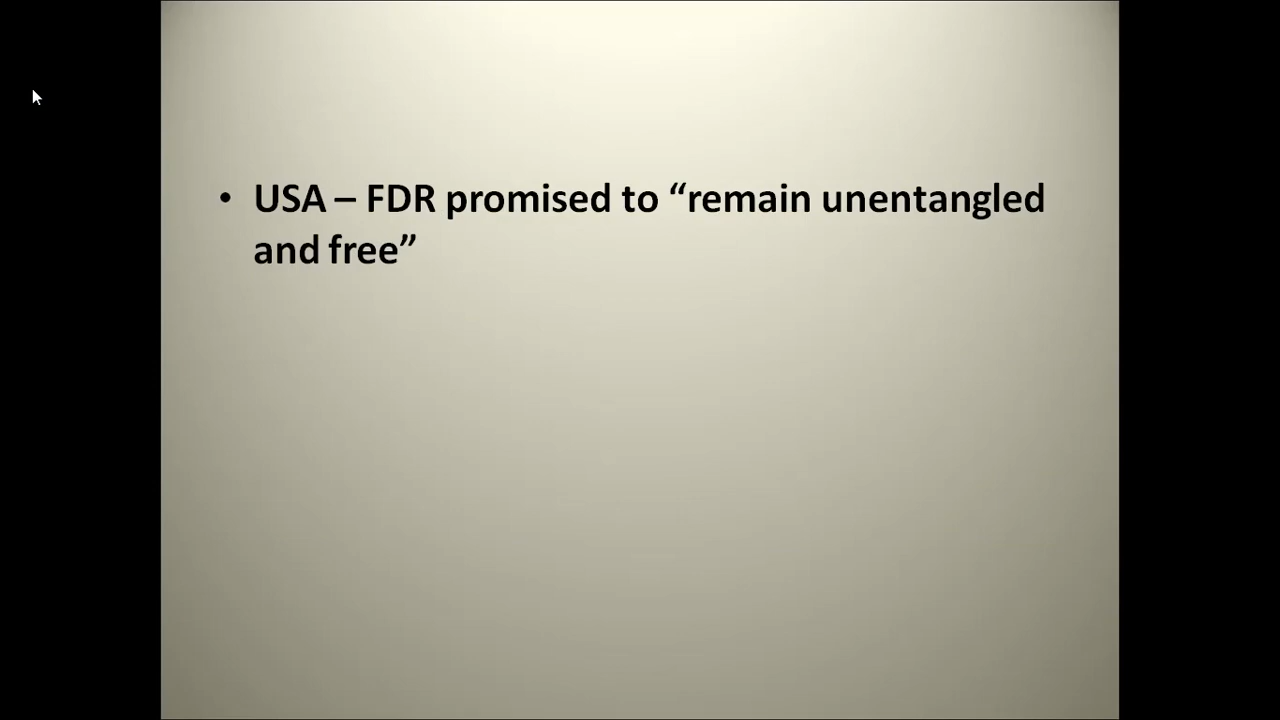 • USA – FDR promised to “remain unentangled
and free”